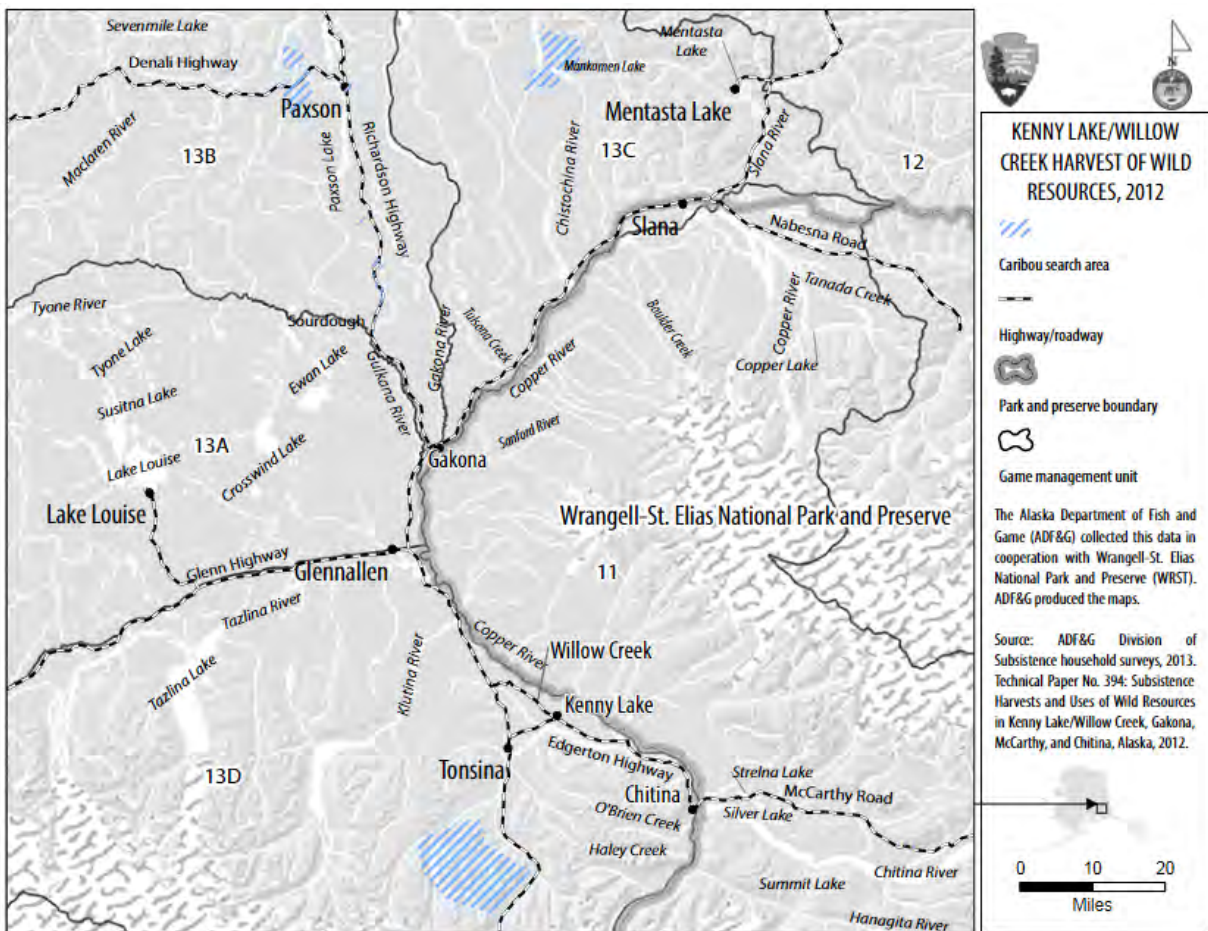 Sevenmile Lake
Denali Highway
Paxson
Maclaren River
13B
Paxson Lake
Richardson Highway
Mankomen Lake
Mentasta
Lake
Mentasta Lake
13C
Chistochina River
Slana River
12
Slana
Nabesna Road
Tanada Creek
Copper River
Boulder Creek
Copper Lake
Tyone River
Sourdough
Tyone Lake
Ewan Lake
Gulkana River
Gakona River
Tulsona Creek
Copper River
Susitna Lake
13A
Lake Louise
Crosswind Lake
Sanford River
Gakona
Lake Louise
Wrangell-St. Elias National Park and Preserve
Glenn Highway
Glennallen
11
Tazlina River
Klutina River
Copper River
Willow Creek
Tazlina Lake
Kenny Lake
Edgerton Highway
Tonsina
13D
Chitina
Strelna Lake
McCarthy Road
O'Brien Creek
Silver Lake
Haley Creek
Chitina River
Summit Lake
Hanagita River
N
KENNY LAKE/WILLOW
CREEK HARVEST OF WILD
RESOURCES, 2012
Caribou search area
Highway/roadway
Park and preserve boundary
Game management unit
The Alaska Department of Fish and
Game (ADF&G) collected this data in
cooperation with Wrangell-St. Elias
National Park and Preserve (WRST).
ADF&G produced the maps.
Source: ADF&G Division of
Subsistence household surveys, 2013.
Technical Paper No. 394: Subsistence
Harvests and Uses of Wild Resources
in Kenny Lake/Willow Creek, Gakona,
McCarthy, and Chitina, Alaska, 2012.
0 10 20
Miles